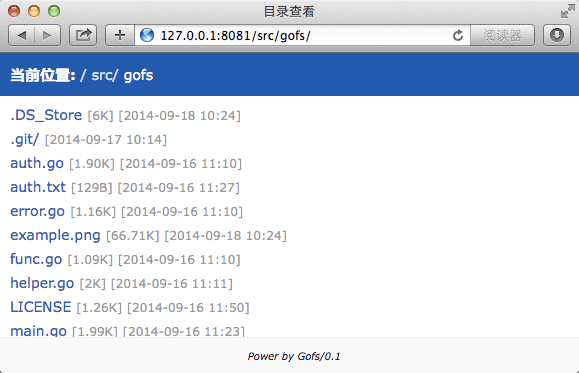 目录查看
127.0.0.1:8081/src/gofs/
阅读器
当前位置: / src/ gofs
.DS_Store [6K] [2014-09-18 10:24]
.git/ [2014-09-17 10:14]
auth.go [1.90K] [2014-09-16 11:10]
auth.txt [129B] [2014-09-16 11:27]
error.go [1.16K] [2014-09-16 11:10]
example.png [66.71K] [2014-09-18 10:24]
func.go [1.09K] [2014-09-16 11:10]
helper.go [2K] [2014-09-16 11:11]
LICENSE [1.26K] [2014-09-16 11:50]
main.go [1.99K] [2014-09-16 11:23]
Power by Gofs/0.1